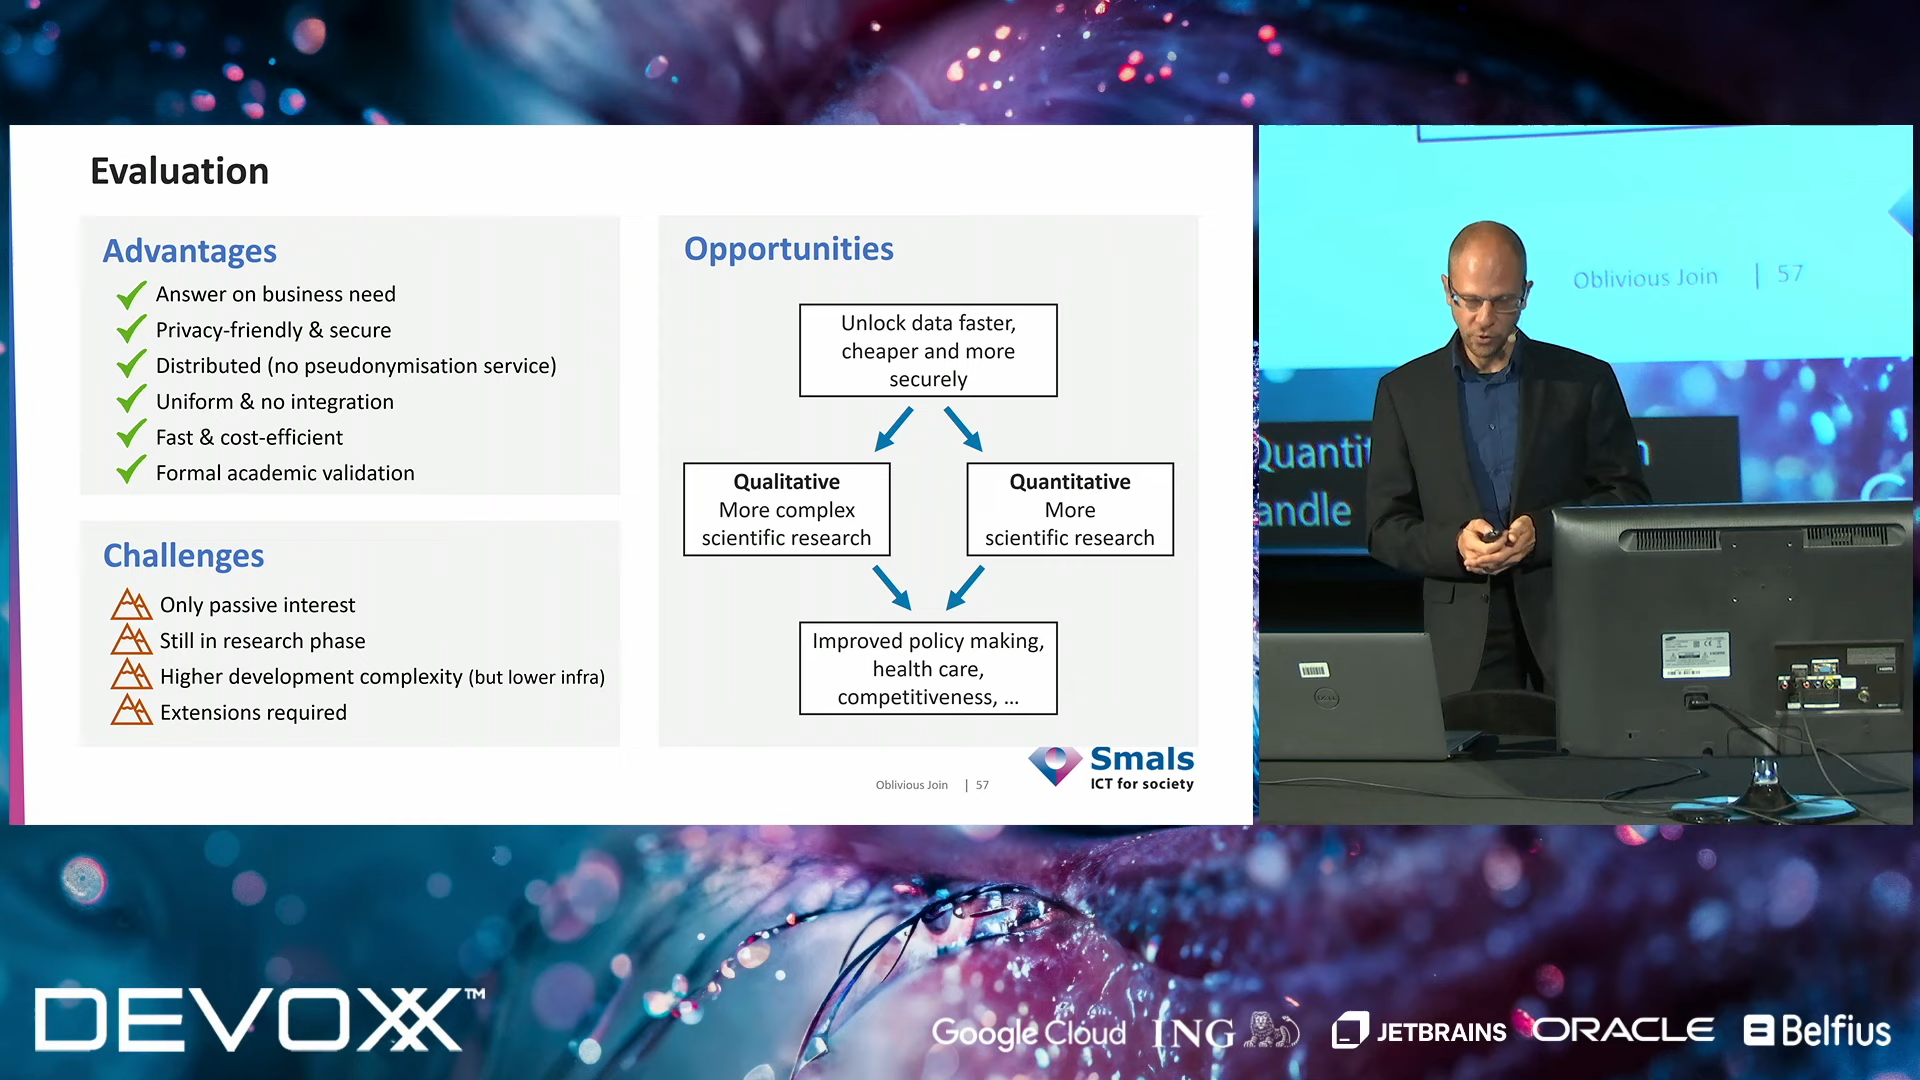 Evaluation
Advantages
Answer on business need
Privacy-friendly & secure
Distributed (no pseudonymisation service)
Uniform & no integration
Fast & cost-efficient
Formal academic validation
Challenges
Only passive interest
Still in research phase
Higher development complexity (but lower infra)
Extensions required
Opportunities
Unlock data faster,
cheaper and more
securely
Qualitative
More complex
scientific research
Quantitative
More
scientific research
Improved policy making,
health care,
competitiveness, ...
Oblivious Join | 57
Smals
ICT for society
Oblivious Join | 57
Quantit
andle
DELL
DEVOXX™
Google Cloud
ING
JETBRAINS
ORACLE
Belfius